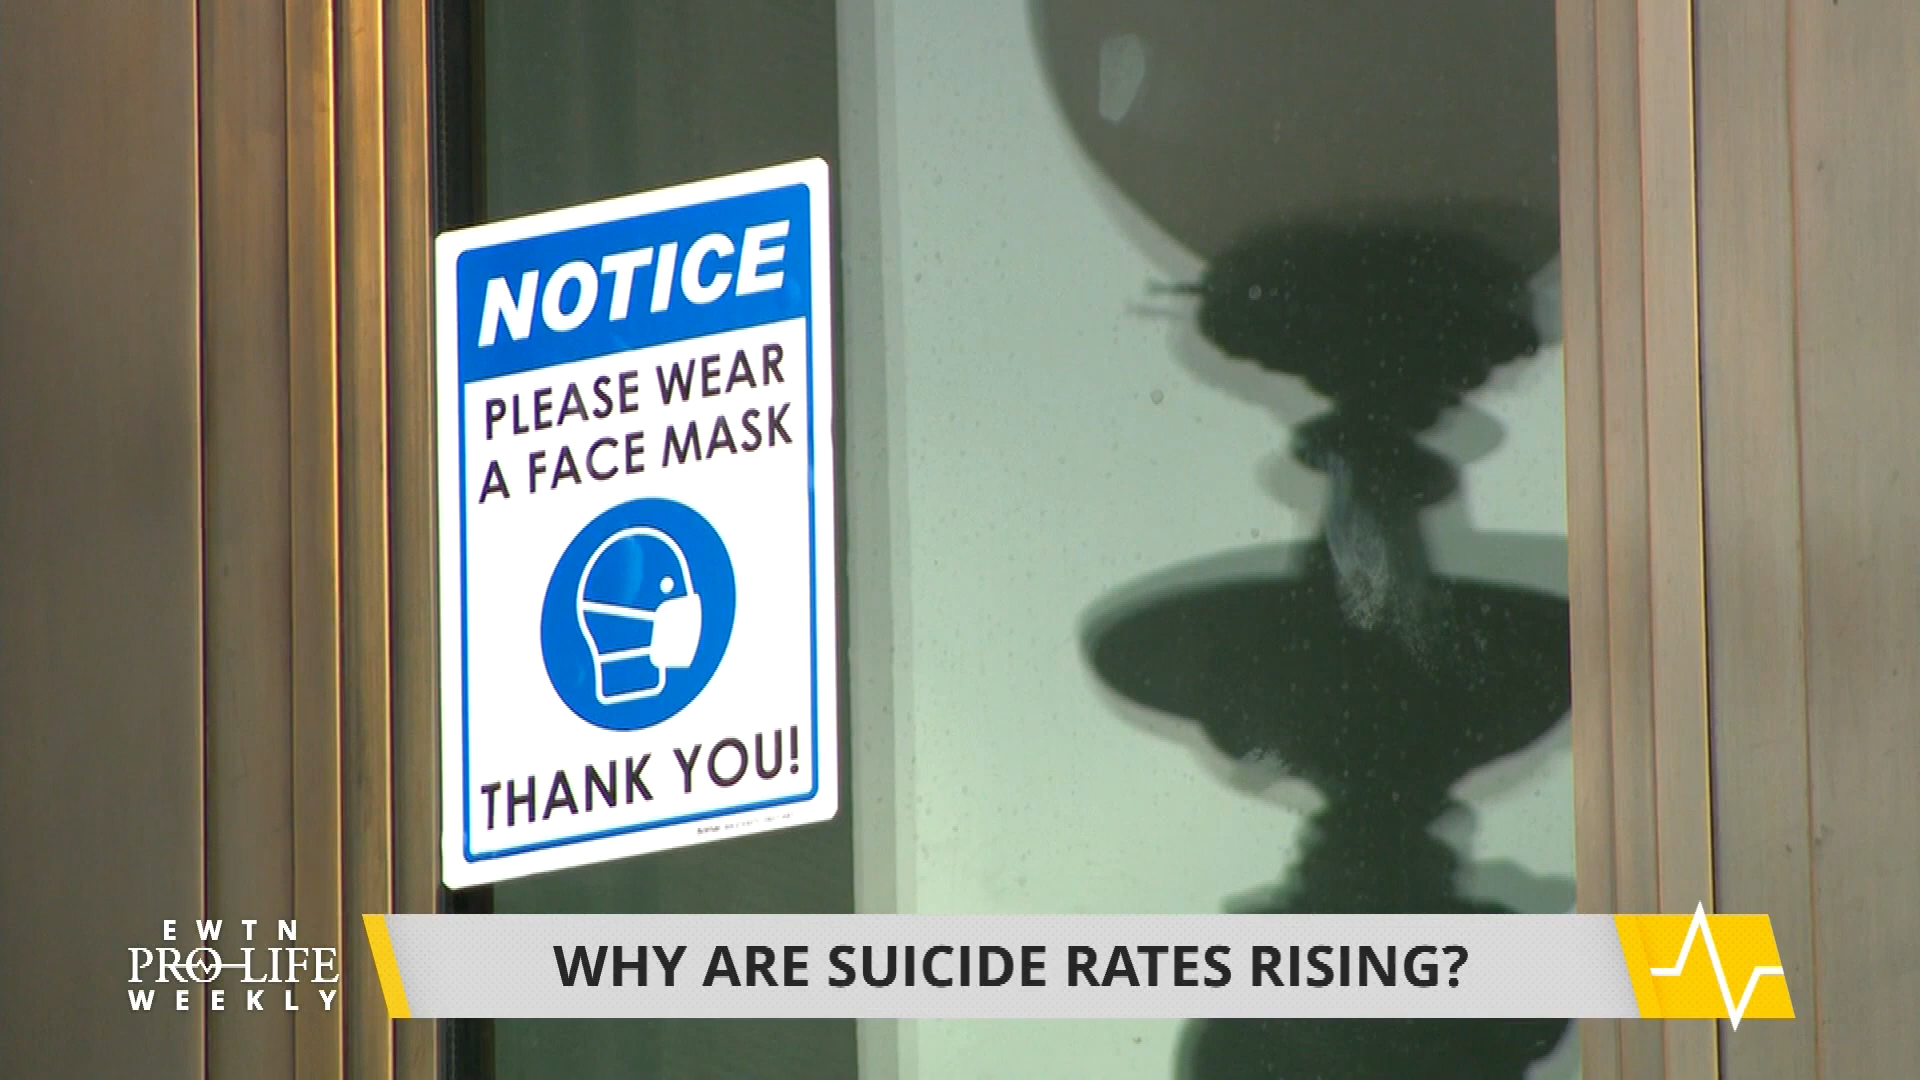 NOTICE
PLEASE WEAR
A FACE MASK
THANK YOU!
EWTN
PRO-LIFE
WEEKLY
WHY ARE SUICIDE RATES RISING?